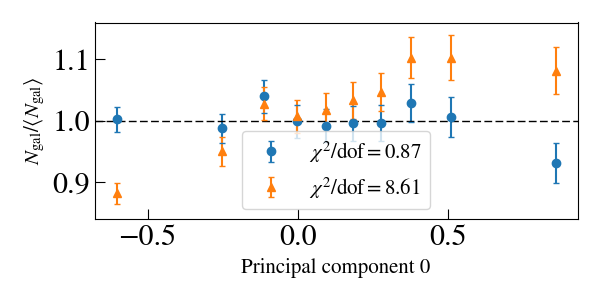 N_gal/⟨N_gal⟩
1.1
1.0
0.9
χ²/dof = 0.87
χ²/dof = 8.61
−0.5 0.0 0.5
Principal component 0